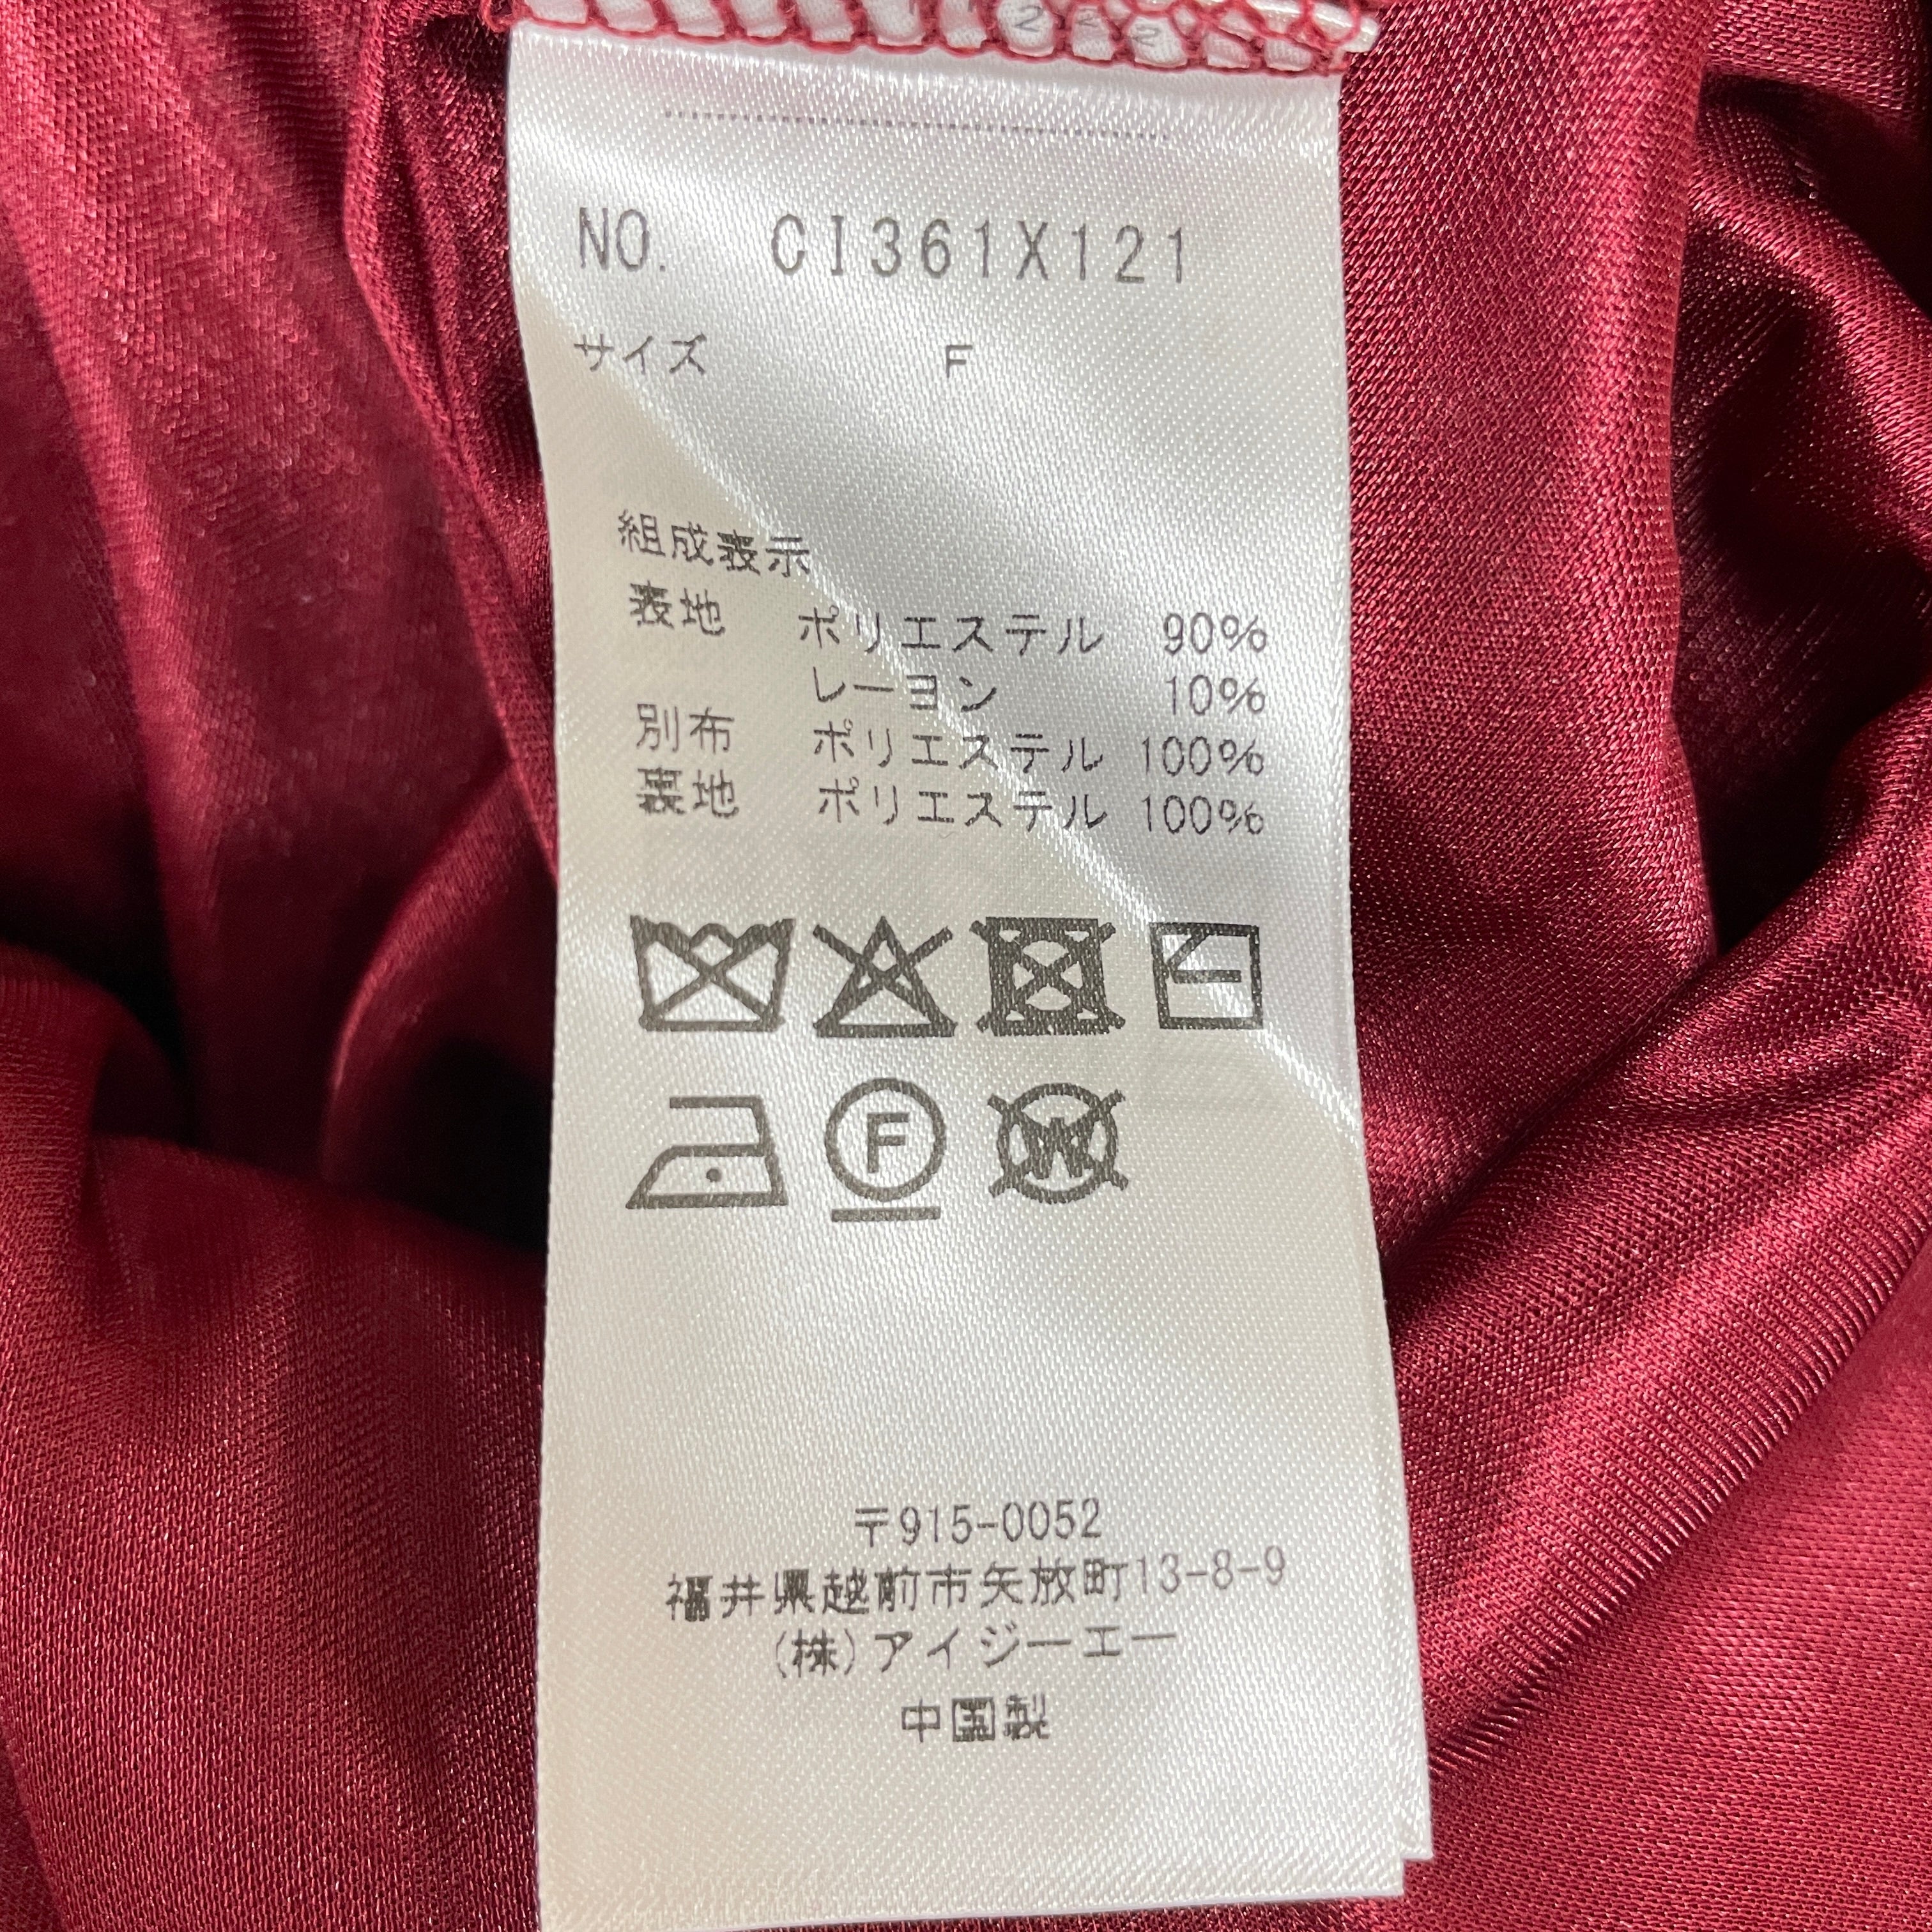 2 2 2
NO. CI361X121
サイズ F
組成表示
表地 ポリエステル 90%
レーヨン 10%
別布 ポリエステル 100%
裏地 ポリエステル 100%
F
W
〒915-0052
福井県越前市矢放町13-8-9
(株)アイジーエー
中国製